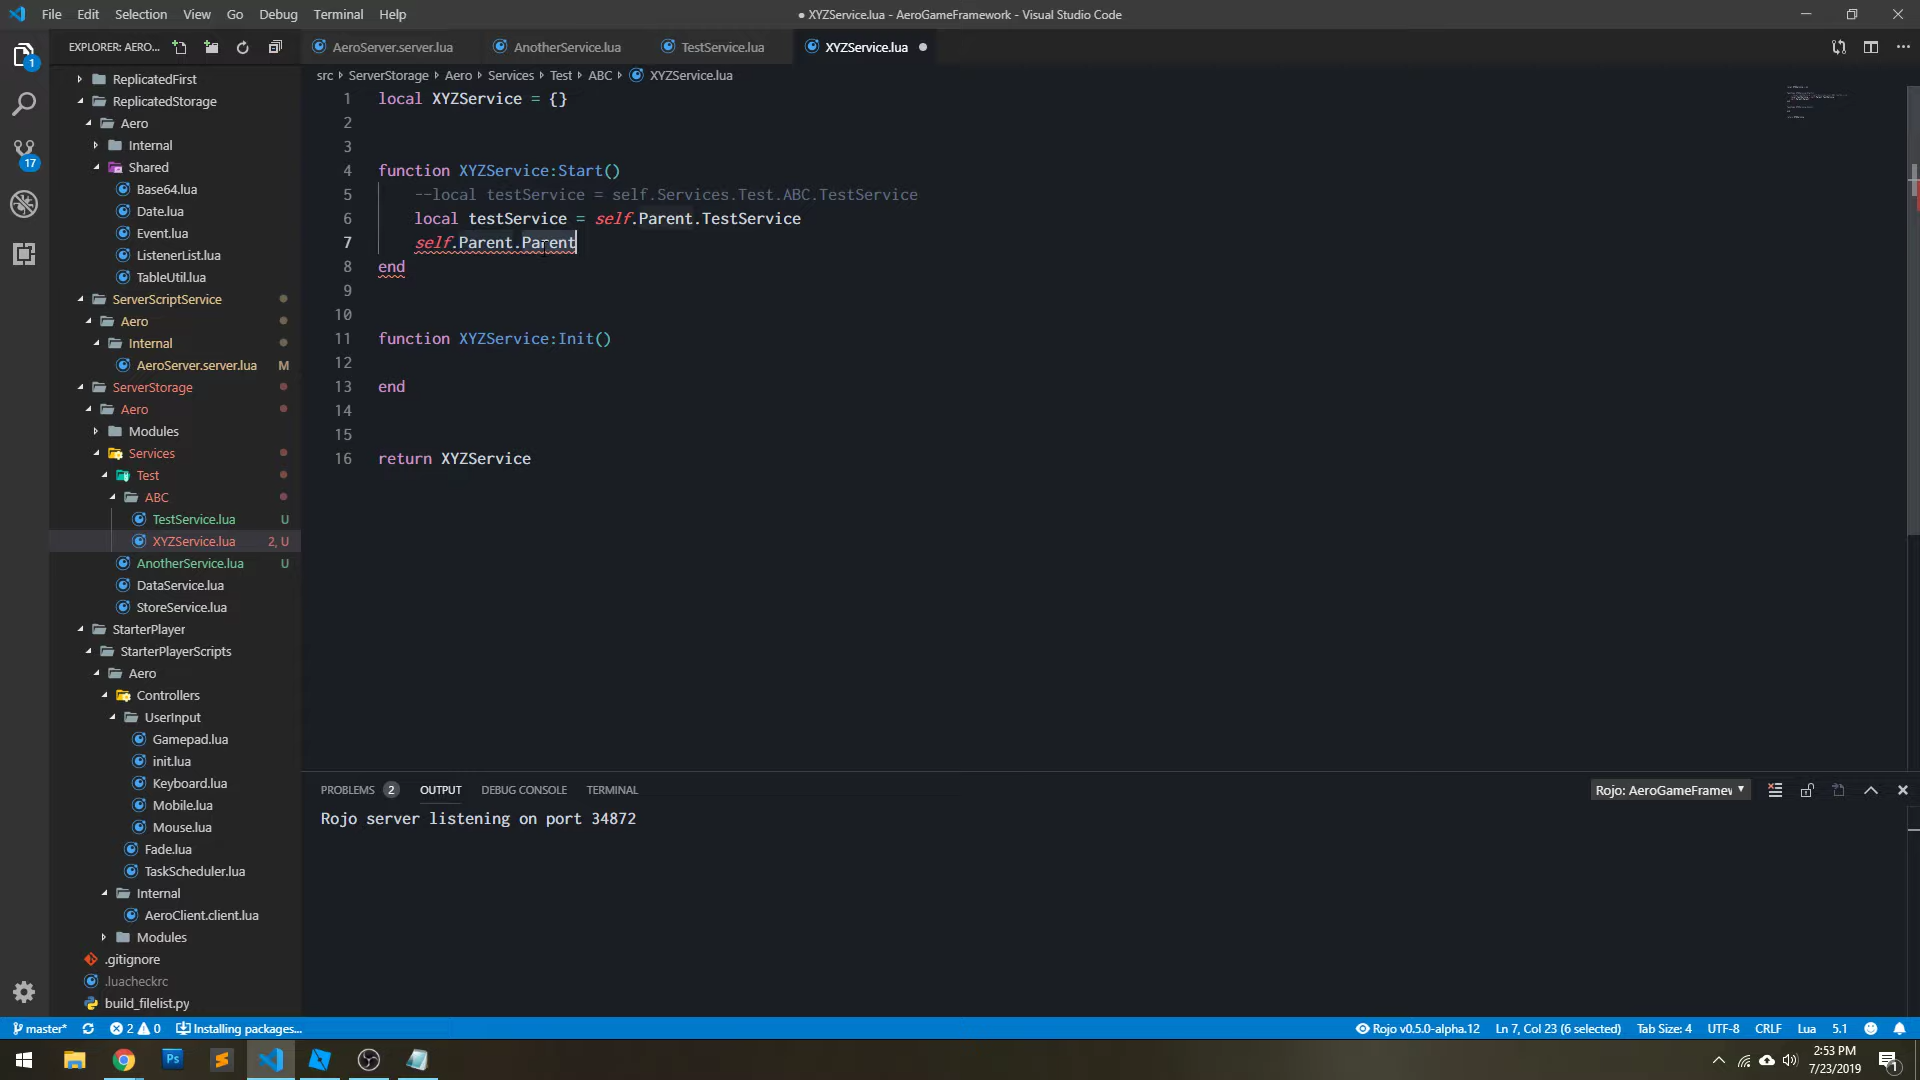 File Edit Selection View Go Debug Terminal Help
● XYZService.lua - AeroGameFramework - Visual Studio Code
EXPLORER: AERO...
AeroServer.server.lua AnotherService.lua TestService.lua XYZService.lua
src ServerStorage Aero Services Test ABC XYZService.lua
1
ReplicatedFirst
ReplicatedStorage
Aero
Internal
17
Shared
Base64.lua
Date.lua
Event.lua
ListenerList.lua
TableUtil.lua
ServerScriptService
Aero
Internal
AeroServer.server.lua M
ServerStorage
Aero
Modules
Services
Test
ABC
TestService.lua U
XYZService.lua 2, U
AnotherService.lua U
DataService.lua
StoreService.lua
StarterPlayer
StarterPlayerScripts
Aero
Controllers
UserInput
Gamepad.lua
init.lua
Keyboard.lua
Mobile.lua
Mouse.lua
Fade.lua
TaskScheduler.lua
Internal
AeroClient.client.lua
Modules
.gitignore
.luacheckrc
build_filelist.py
1 local XYZService = {}
2
3
4 function XYZService:Start()
5 --local testService = self.Services.Test.ABC.TestService
6 local testService = self.Parent.TestService
7 self.Parent.Parent
8 end
9
10
11 function XYZService:Init()
12
13 end
14
15
16 return XYZService
PROBLEMS 2 OUTPUT DEBUG CONSOLE TERMINAL
Rojo: AeroGameFramew
Rojo server listening on port 34872
master* 2 0 Installing packages...
Rojo v0.5.0-alpha.12 Ln 7, Col 23 (6 selected) Tab Size: 4 UTF-8 CRLF Lua 5.1
Ps
2:53 PM
7/23/2019
1